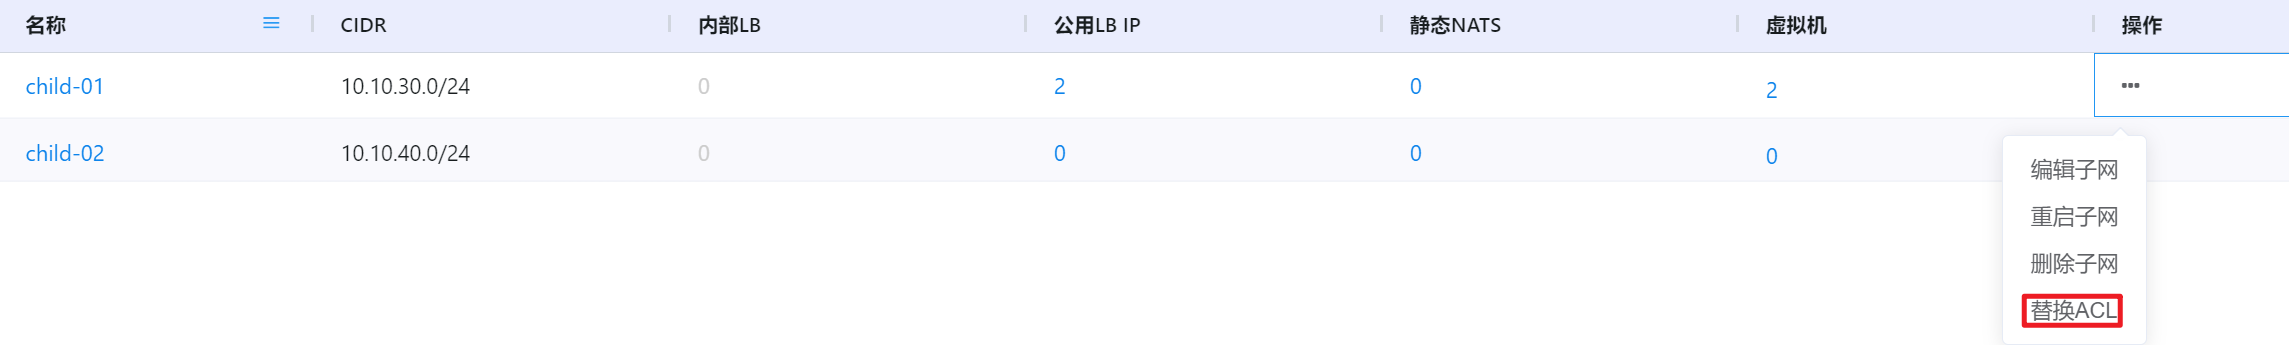 名称 CIDR 内部LB 公用LB IP 静态NATS 虚拟机 操作
child-01 10.10.30.0/24 0 2 0 2 •••
child-02 10.10.40.0/24 0 0 0 0
编辑子网
重启子网
删除子网
替换ACL